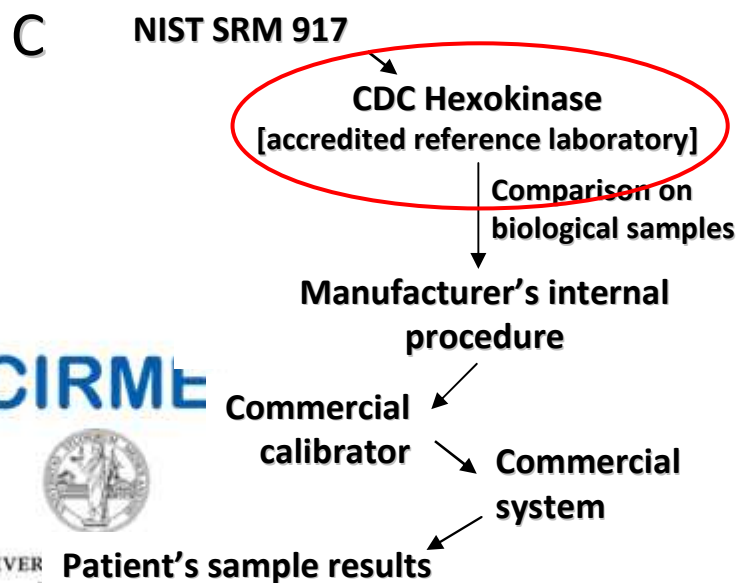 C
NIST SRM 917
CDC Hexokinase
[accredited reference laboratory]
Comparison on
biological samples
Manufacturer’s internal
procedure
CIRME
Commercial
calibrator
Commercial
system
Patient’s sample results